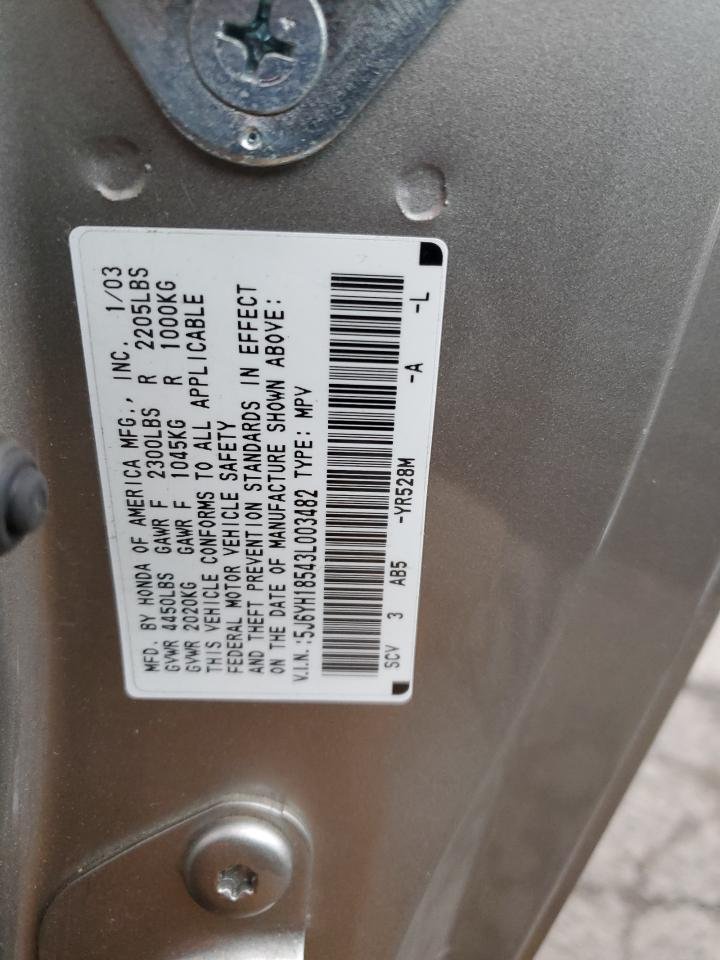 MFD. BY HONDA OF AMERICA MFG., INC. 1/03
GVWR 4450LBS GAWR F 2300LBS R 2205LBS
GVWR 2020KG GAWR F 1045KG R 1000KG
THIS VEHICLE CONFORMS TO ALL APPLICABLE
FEDERAL MOTOR VEHICLE SAFETY
AND THEFT PREVENTION STANDARDS IN EFFECT
ON THE DATE OF MANUFACTURE SHOWN ABOVE:
V.I.N.:5J6YH18543L003482 TYPE: MPV
SCV 3 AB5 -YR528M -A -L